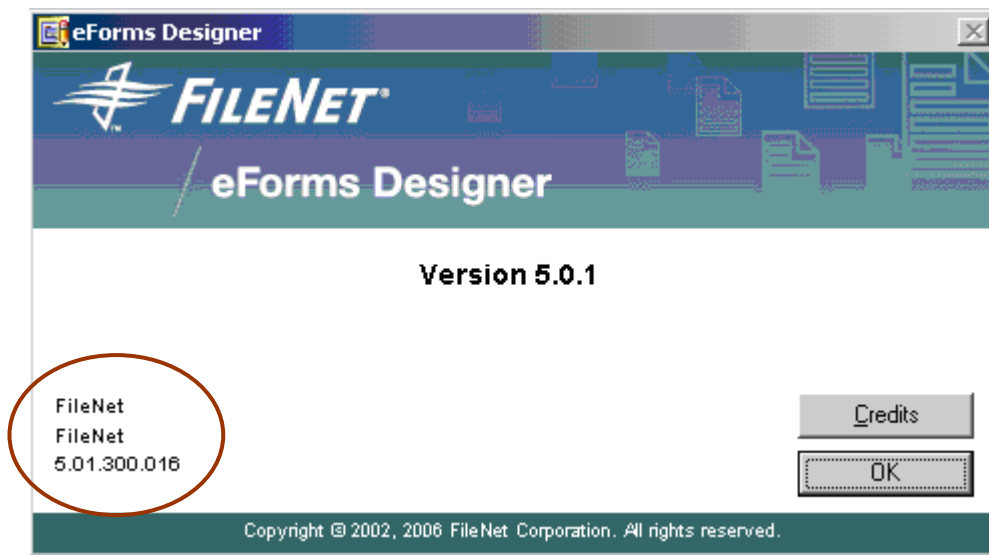 eForms Designer
FILENET
™
eForms Designer
Version 5.0.1
FileNet
FileNet
5.01.300.016
Credits
OK
Copyright © 2002, 2006 FileNet Corporation. All rights reserved.